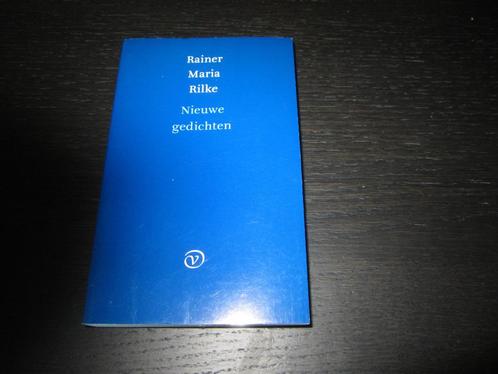 Rainer
Maria
Rilke
Nieuwe
gedichten
v